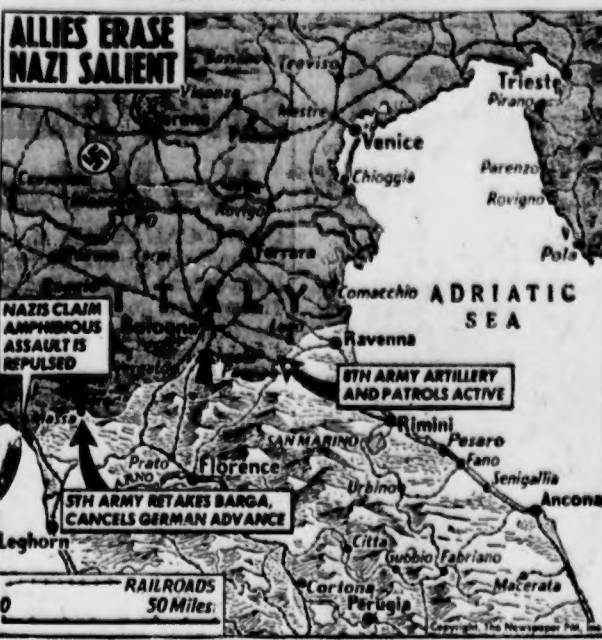 ALLIES ERASE
NAZI SALIENT
Treviso
Trieste
Vicenza
Pirano
Mestre
Venice
Chioggia
Parenzo
Rovigo
Rovigno
Pola
Ferrara
ITALY
Comacchio
ADRIATIC
SEA
NAZIS CLAIM
AMPHIBIOUS
ASSAULT IS
REPULSED
Bologna
Ravenna
8TH ARMY ARTILLERY
AND PATROLS ACTIVE
Massa
Rimini
SAN MARINO
Pesaro
Fano
Prato
ARNO
Florence
Senigallia
Urbino
Ancona
5TH ARMY RETAKES BARGA,
CANCELS GERMAN ADVANCE
Leghorn
Citta
Gubbio
Fabriano
RAILROADS
0 50 Miles
Cortona
Macerata
Perugia
Copyright, The Newspaper PM, Inc.